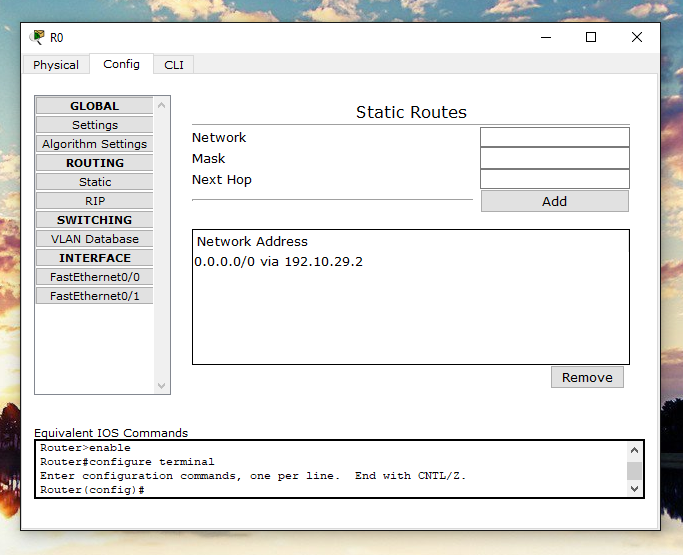 R0
Physical Config CLI
GLOBAL
Settings
Algorithm Settings
ROUTING
Static
RIP
SWITCHING
VLAN Database
INTERFACE
FastEthernet0/0
FastEthernet0/1
Static Routes
Network
Mask
Next Hop
Add
Network Address
0.0.0.0/0 via 192.10.29.2
Remove
Equivalent IOS Commands
Router>enable
Router#configure terminal
Enter configuration commands, one per line.  End with CNTL/Z.
Router(config)#